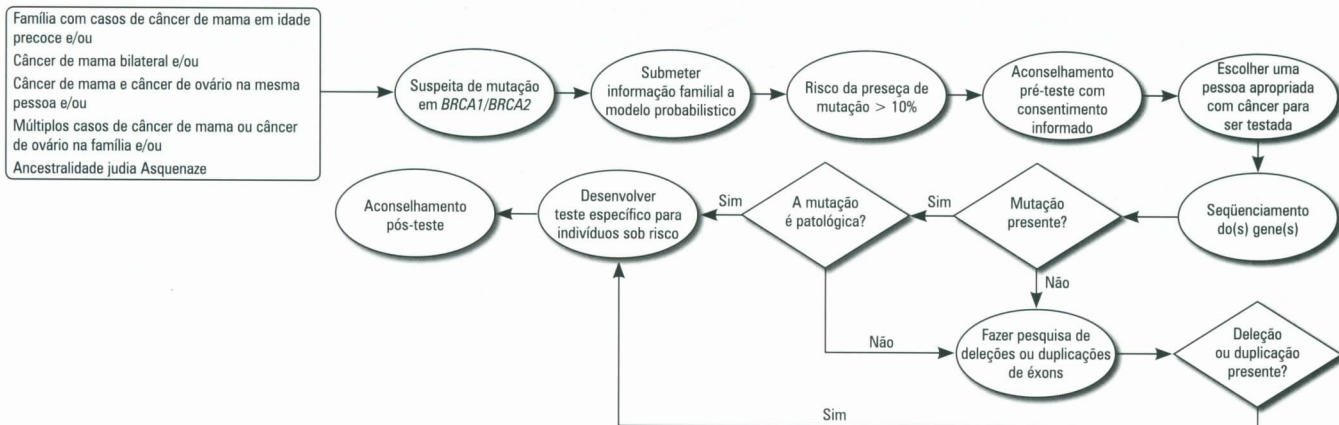 Família com casos de câncer de mama em idade
precoce e/ou
Câncer de mama bilateral e/ou
Câncer de mama e câncer de ovário na mesma
pessoa e/ou
Múltiplos casos de câncer de mama ou câncer
de ovário na família e/ou
Ancestralidade judia Asquenaze
Suspeita de mutação
em BRCA1/BRCA2
Submeter
informação familial a
modelo probabilistico
Risco da preseça de
mutação > 10%
Aconselhamento
pré-teste com
consentimento
informado
Escolher uma
pessoa apropriada
com câncer para
ser testada
Seqüenciamento
do(s) gene(s)
Mutação
presente?
Sim
A mutação
é patológica?
Sim
Desenvolver
teste específico para
indivíduos sob risco
Aconselhamento
pós-teste
Não
Não
Fazer pesquisa de
deleções ou duplicações
de éxons
Deleção
ou duplicação
presente?
Sim